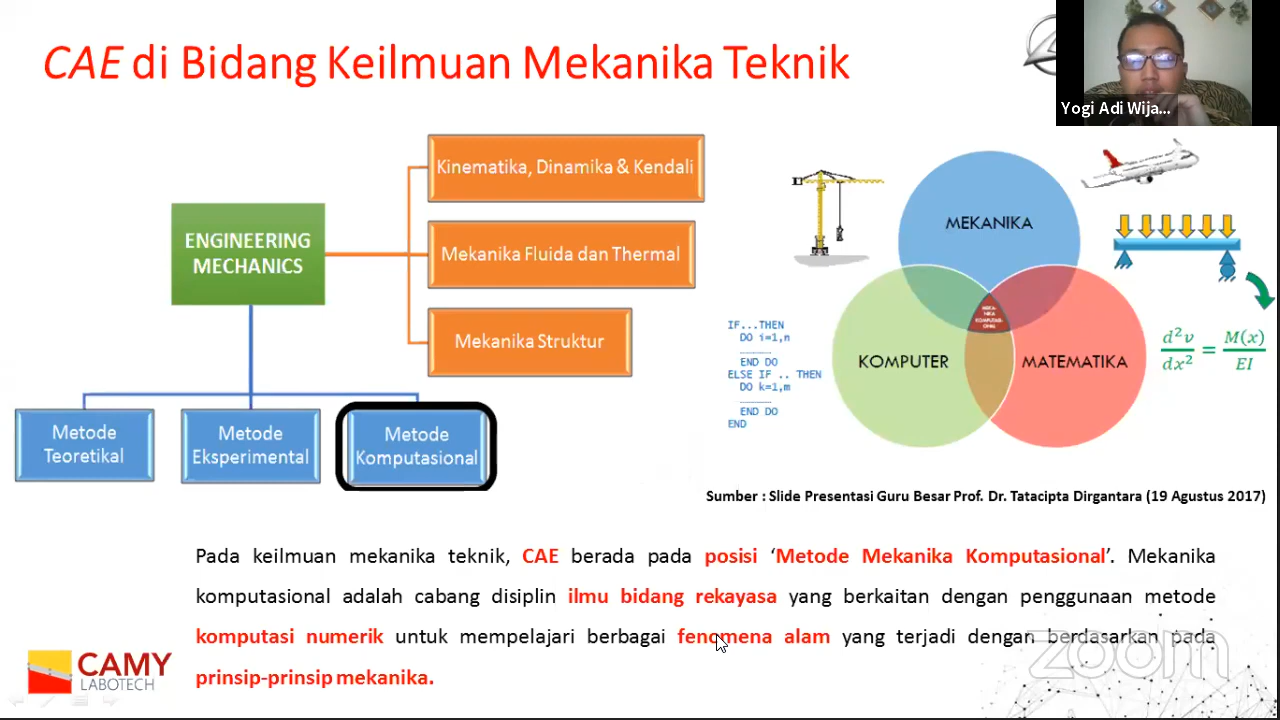 CAE di Bidang Keilmuan Mekanika Teknik
Yogi Adi Wija...
ENGINEERING
MECHANICS
Kinematika, Dinamika & Kendali
Mekanika Fluida dan Thermal
Mekanika Struktur
Metode
Teoretikal
Metode
Eksperimental
Metode
Komputasional
MEKANIKA
KOMPUTER
MATEMATIKA
MEKA-
NIKA
KOMPUTASI-
ONAL
IF...THEN
DO i=1,n
END DO
ELSE IF .. THEN
DO k=1,m
END DO
END
d²v/dx² = M(x)/EI
Sumber : Slide Presentasi Guru Besar Prof. Dr. Tatacipta Dirgantara (19 Agustus 2017)
Pada keilmuan mekanika teknik, CAE berada pada posisi ‘Metode Mekanika Komputasional’. Mekanika
komputasional adalah cabang disiplin ilmu bidang rekayasa yang berkaitan dengan penggunaan metode
komputasi numerik untuk mempelajari berbagai fenomena alam yang terjadi dengan berdasarkan pada
prinsip-prinsip mekanika.
CAMY
LABOTECH
zoom